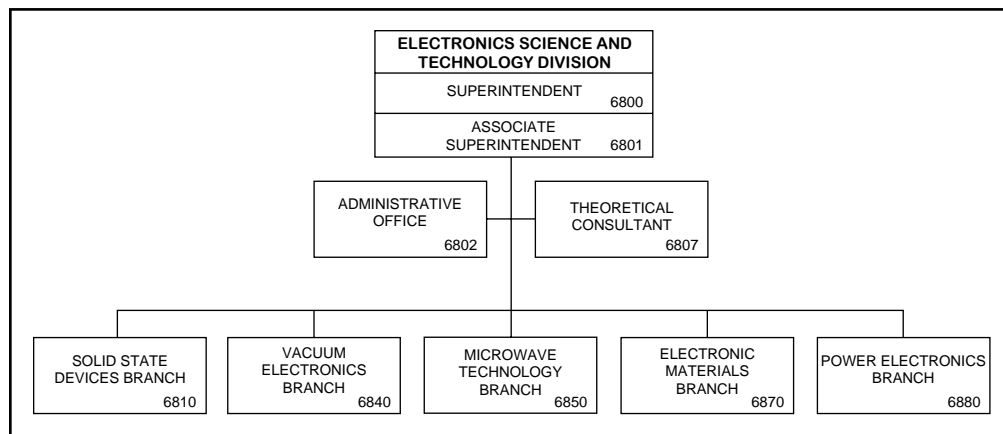 ELECTRONICS SCIENCE AND
TECHNOLOGY DIVISION
SUPERINTENDENT
6800
ASSOCIATE
SUPERINTENDENT
6801
ADMINISTRATIVE
OFFICE
6802
THEORETICAL
CONSULTANT
6807
SOLID STATE
DEVICES BRANCH
6810
VACUUM
ELECTRONICS
BRANCH
6840
MICROWAVE
TECHNOLOGY
BRANCH
6850
ELECTRONIC
MATERIALS
BRANCH
6870
POWER ELECTRONICS
BRANCH
6880